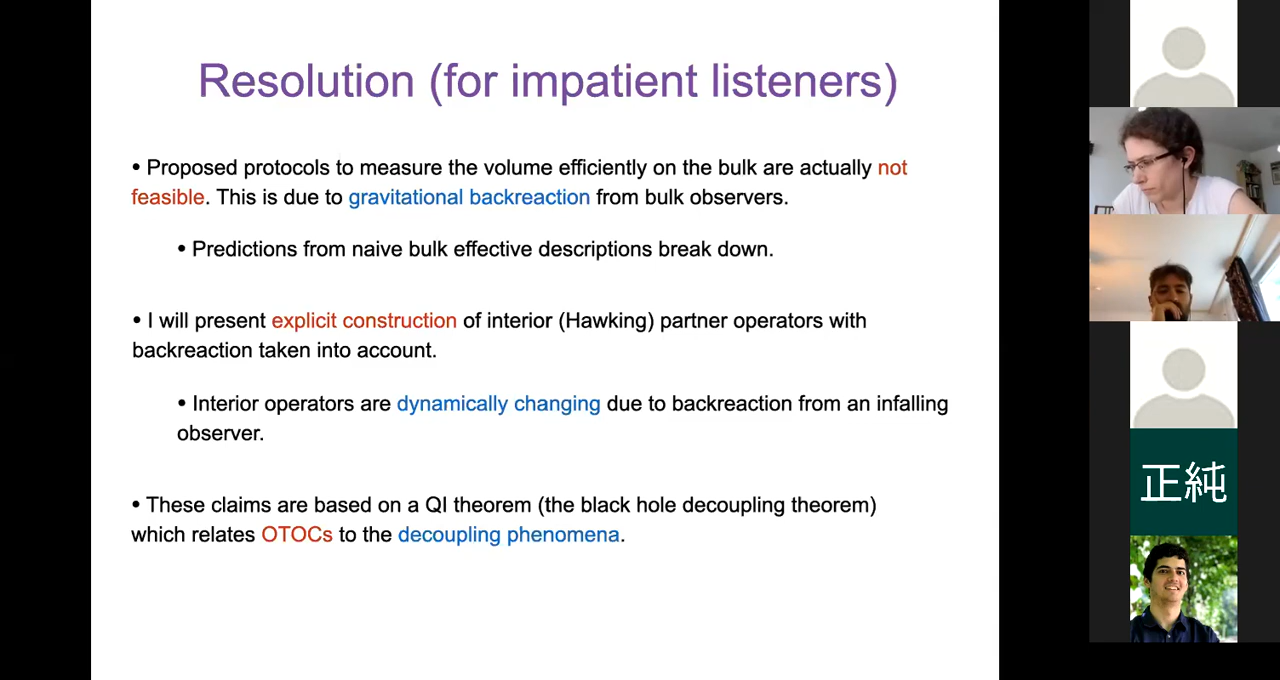 Resolution (for impatient listeners)
• Proposed protocols to measure the volume efficiently on the bulk are actually not
feasible. This is due to gravitational backreaction from bulk observers.
• Predictions from naive bulk effective descriptions break down.
• I will present explicit construction of interior (Hawking) partner operators with
backreaction taken into account.
• Interior operators are dynamically changing due to backreaction from an infalling
observer.
• These claims are based on a QI theorem (the black hole decoupling theorem)
which relates OTOCs to the decoupling phenomena.
正純